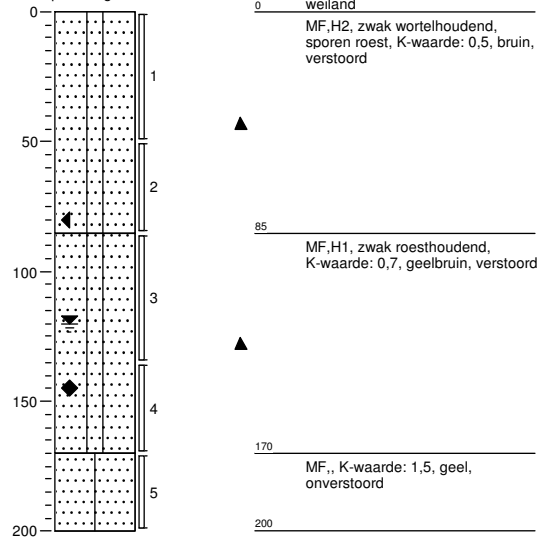 0
50
100
150
200
1
2
3
4
5
0
weiland
MF,H2, zwak wortelhoudend,
sporen roest, K-waarde: 0,5, bruin,
verstoord
85
MF,H1, zwak roesthoudend,
K-waarde: 0,7, geelbruin, verstoord
170
MF,, K-waarde: 1,5, geel,
onverstoord
200